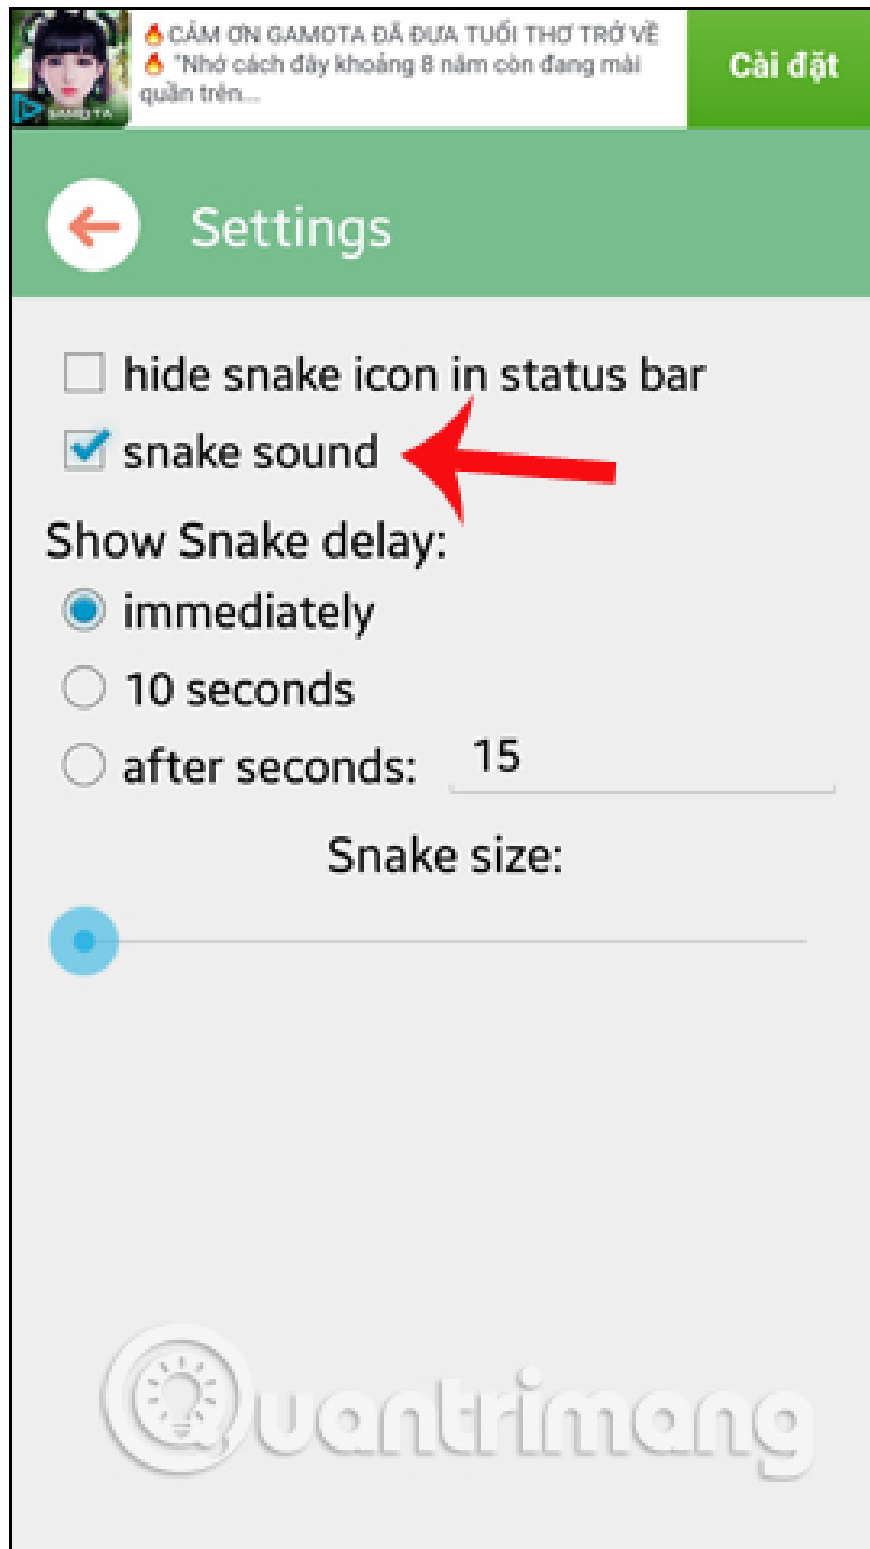 CÁM ƠN GAMOTA ĐÃ ĐƯA TUỔI THƠ TRỞ VỀ
"Nhớ cách đây khoảng 8 năm còn đang mài
quần trên...
Cài đặt
GAMOTA
Settings
hide snake icon in status bar
snake sound
Show Snake delay:
immediately
10 seconds
after seconds: 15
Snake size:
Quantrimang